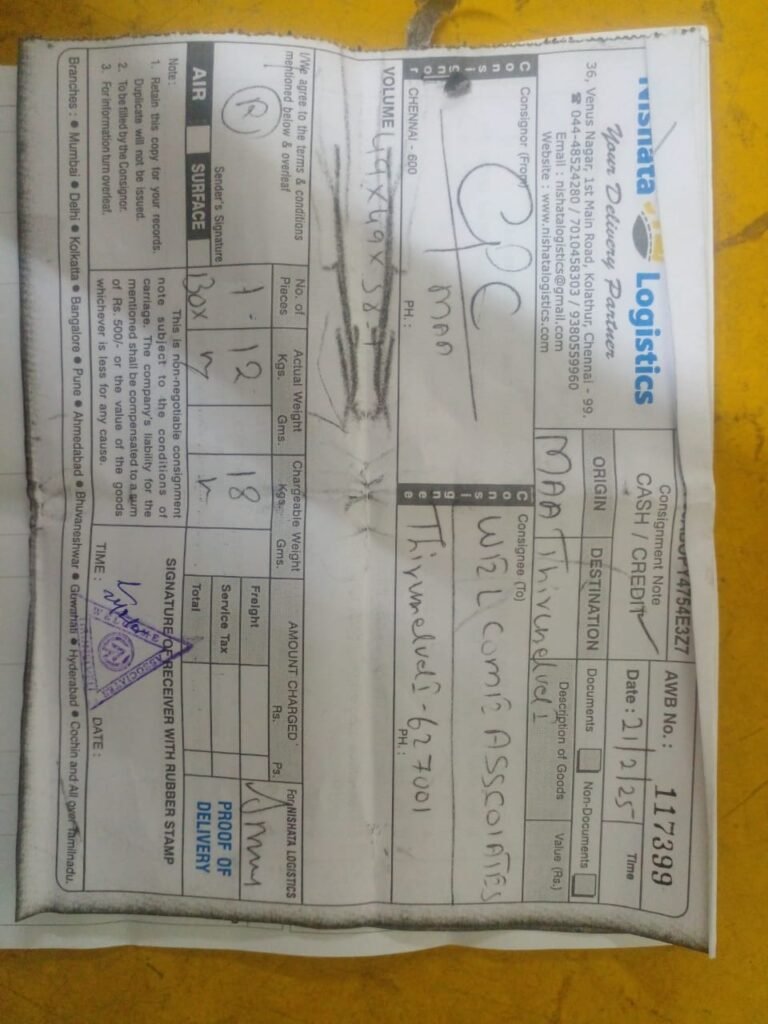 Nishata Logistics
Your Delivery Partner
36, Venus Nagar, 1st Main Road, Kolathur, Chennai - 99.
☎ 044-48524280 / 7010458303 / 9380559960
Email : nishatalogistics@gmail.com
Website : www.nishatalogistics.com
4754E3Z7
Consignment Note
CASH / CREDIT
AWB No. : 117399
Date : 21/2/25
Time
ORIGIN
DESTINATION
MAA
Thirunelveli
Documents
Non-Documents
Description of Goods
Value (Rs.)
Consignor
Consignor (From)
CPC
MAA
CHENNAI - 600
PH. :
Consignee
Consignee (To)
WELCOME ASSCOIATES
Thirunelveli - 627001
PH. :
VOLUME
I/We agree to the terms & conditions
mentioned below & overleaf
Sender's Signature
No. of Pieces
Actual Weight
Kgs. Gms.
Chargeable Weight
Kgs. Gms.
AMOUNT CHARGED
Rs. Ps.
1
12
18
Box
Freight
Service Tax
Total
For NISHATA LOGISTICS
PROOF OF
DELIVERY
AIR
SURFACE
Note :
1. Retain this copy for your records.
Duplicate will not be issued.
2. To be filled by the Consignor.
3. For information turn overleaf.
This is non-negotiable consignment
note subject to the conditions of
carriage. The company's liability for the
mentioned shall be compensated to a sum
of Rs. 500/- or the value of the goods
whichever is less for any cause.
SIGNATURE OF RECEIVER WITH RUBBER STAMP
TIME :
DATE :
Branches : ● Mumbai ● Delhi ● Kolkatta ● Bangalore ● Pune ● Ahmedabad ● Bhuvaneshwar ● Guwahati ● Hyderabad ● Cochin and All over Tamilnadu.